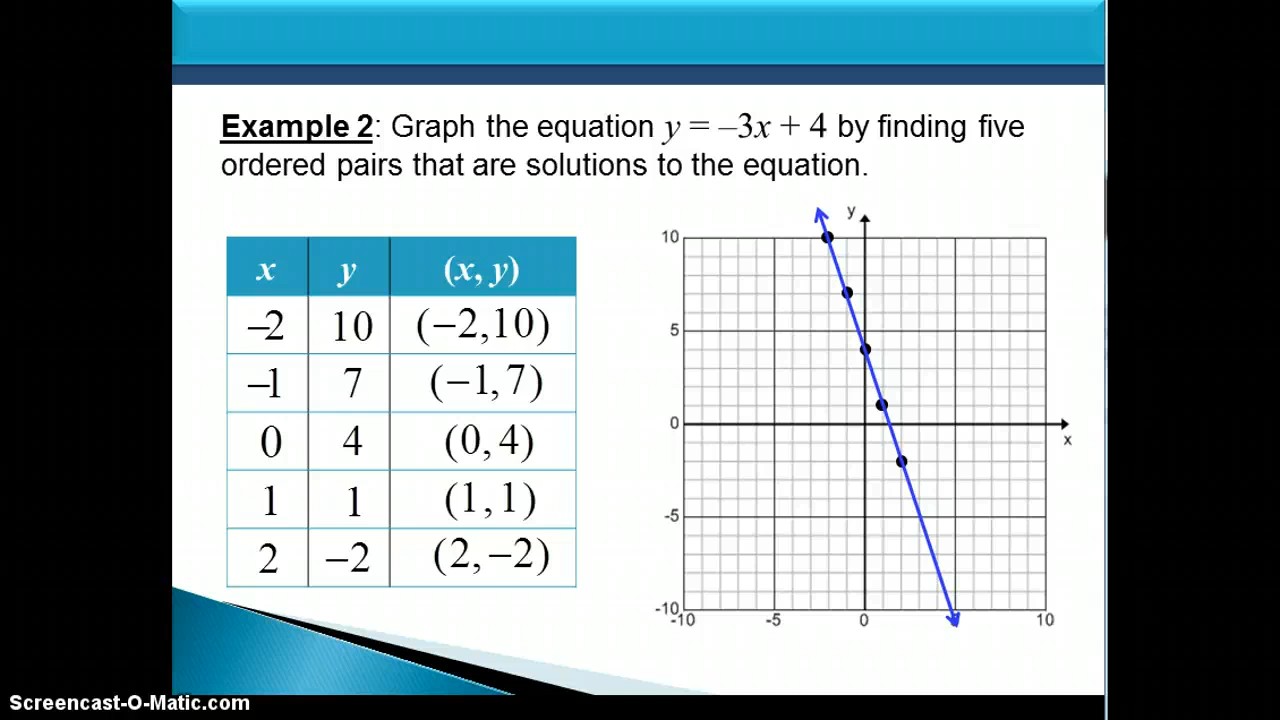 Example 2: Graph the equation y = –3x + 4 by finding five
ordered pairs that are solutions to the equation.
x y (x, y)
–2 10 (–2,10)
–1 7 (–1,7)
0 4 (0,4)
1 1 (1,1)
2 –2 (2,–2)
y
10
5
0
x
-5
-10
-10 -5 0 10
Screencast-O-Matic.com